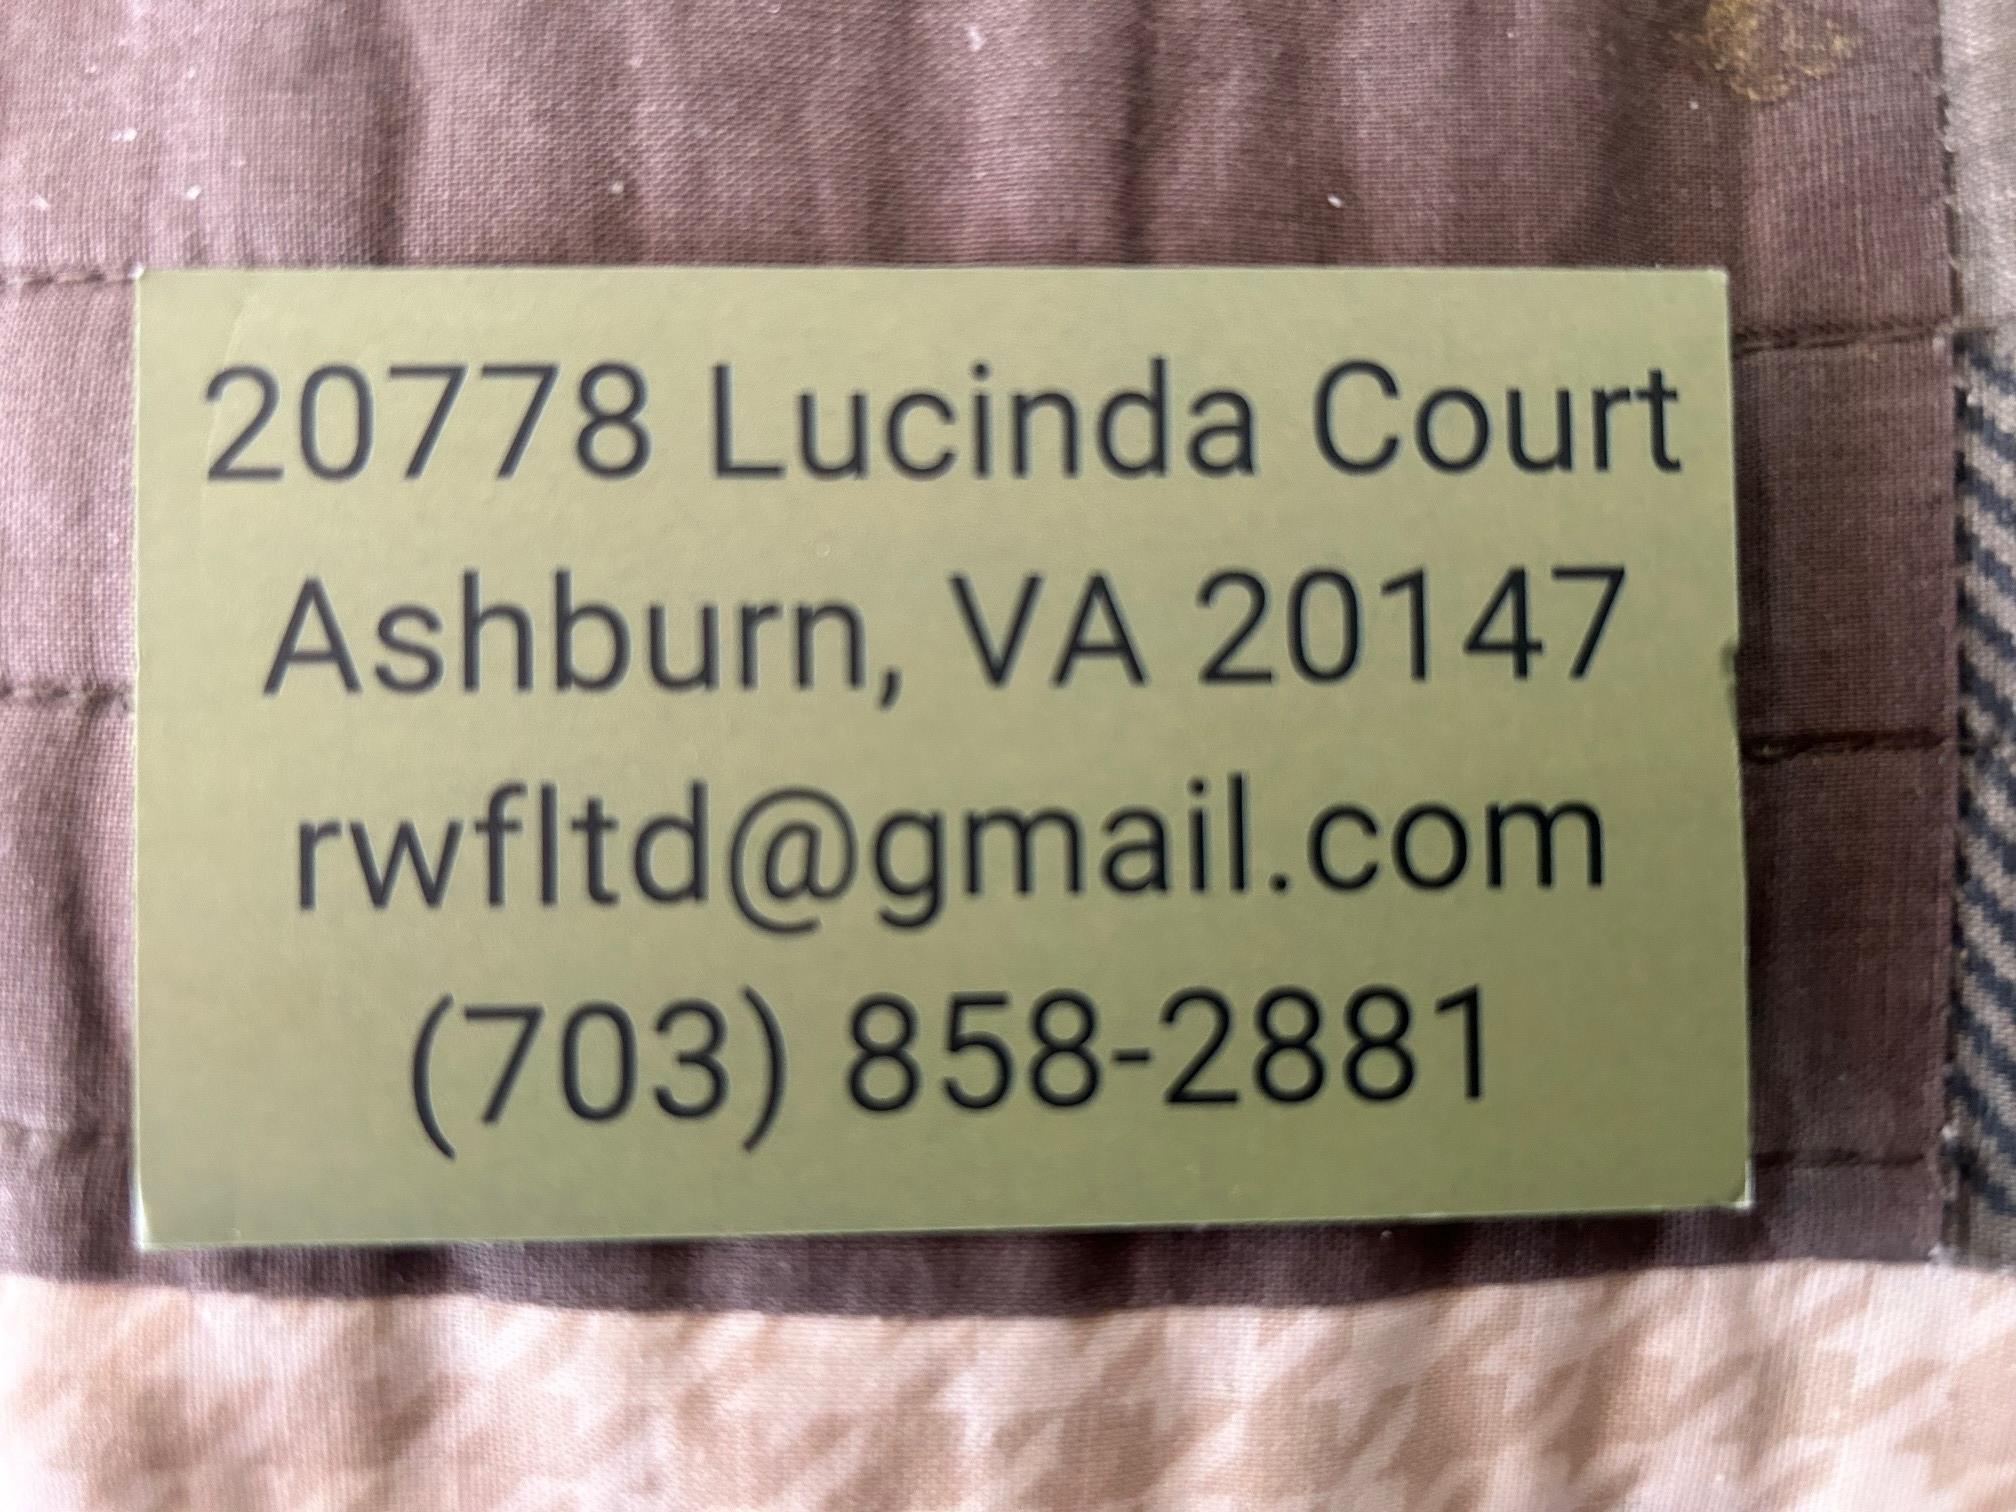 20778 Lucinda Court
Ashburn, VA 20147
rwfltd@gmail.com
(703) 858-2881